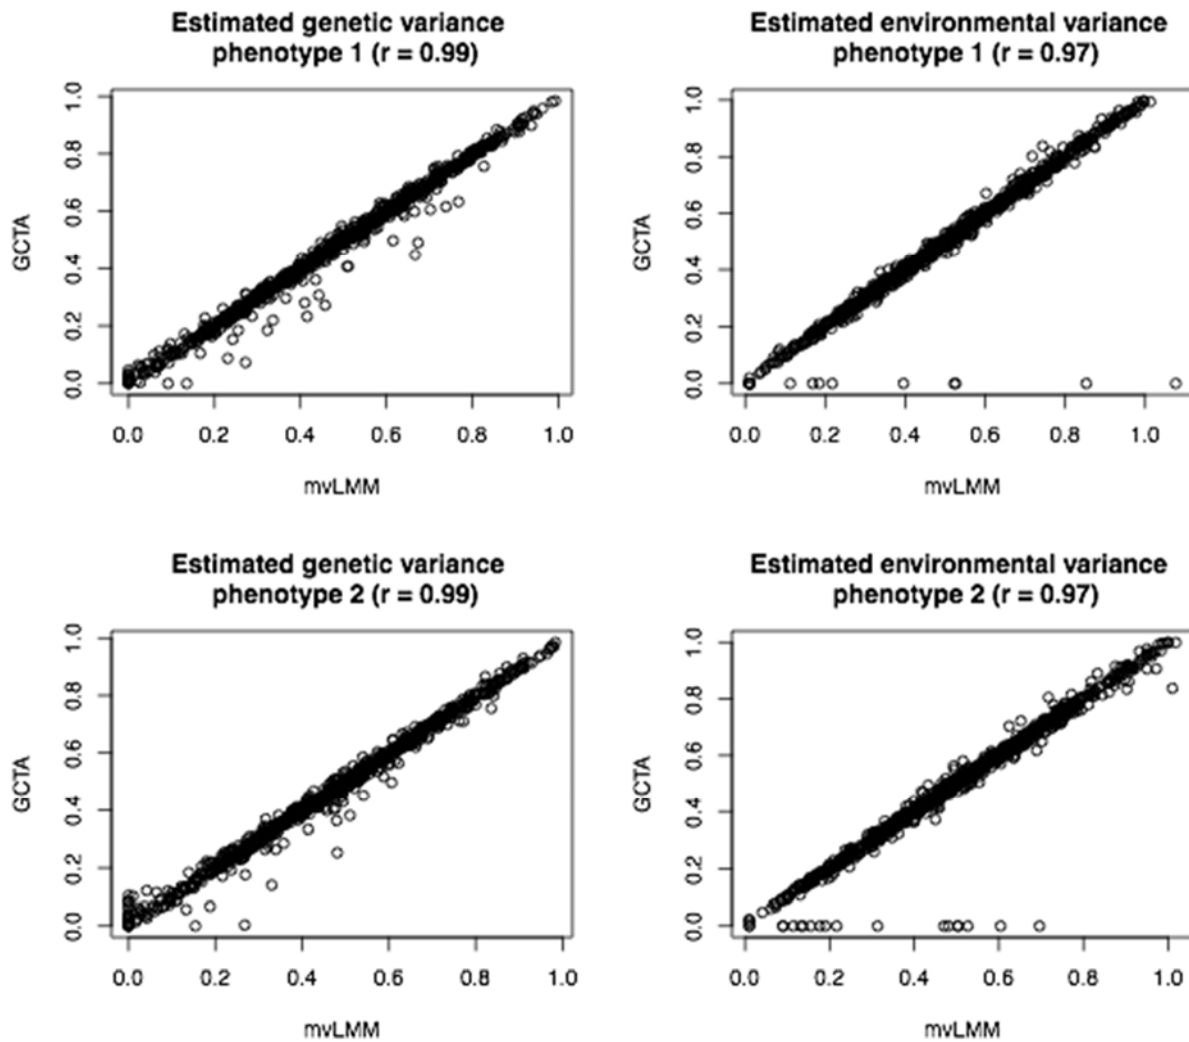 Estimated genetic variance
phenotype 1 (r = 0.99)
GCTA
1.0
0.8
0.6
0.4
0.2
0.0
0.0 0.2 0.4 0.6 0.8 1.0
mvLMM
Estimated environmental variance
phenotype 1 (r = 0.97)
GCTA
1.0
0.8
0.6
0.4
0.2
0.0
0.0 0.2 0.4 0.6 0.8 1.0
mvLMM
Estimated genetic variance
phenotype 2 (r = 0.99)
GCTA
1.0
0.8
0.6
0.4
0.2
0.0
0.0 0.2 0.4 0.6 0.8 1.0
mvLMM
Estimated environmental variance
phenotype 2 (r = 0.97)
GCTA
1.0
0.8
0.6
0.4
0.2
0.0
0.0 0.2 0.4 0.6 0.8 1.0
mvLMM